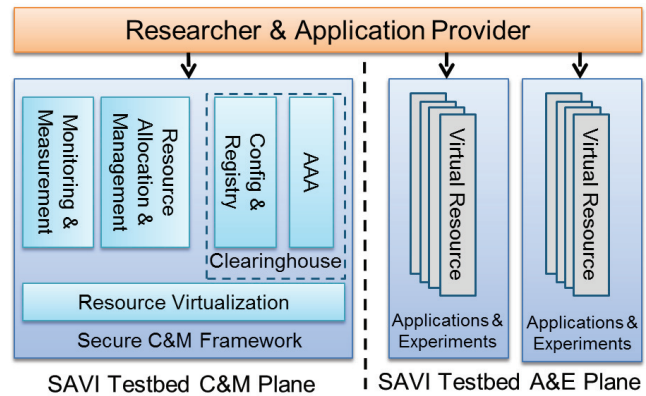 Researcher & Application Provider
Monitoring &
Measurement
Resource
Allocation &
Management
Config &
Registry
AAA
Clearinghouse
Resource Virtualization
Secure C&M Framework
SAVI Testbed C&M Plane
Virtual Resource
Applications &
Experiments
Virtual Resource
Applications &
Experiments
SAVI Testbed A&E Plane